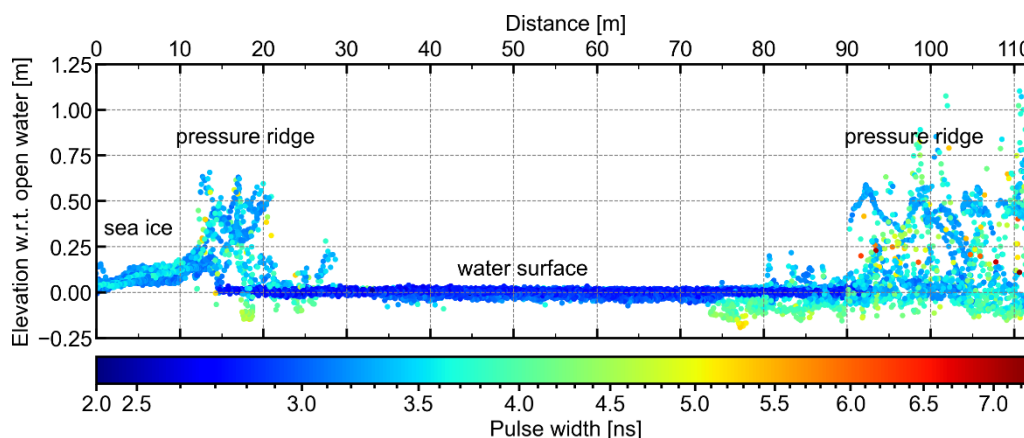 Distance [m]
0 10 20 30 40 50 60 70 80 90 100 110
Elevation w.r.t. open water [m]
1.25
1.00
0.75
0.50
0.25
0.00
−0.25
pressure ridge
pressure ridge
sea ice
water surface
2.0 2.5 3.0 3.5 4.0 4.5 5.0 5.5 6.0 6.5 7.0
Pulse width [ns]